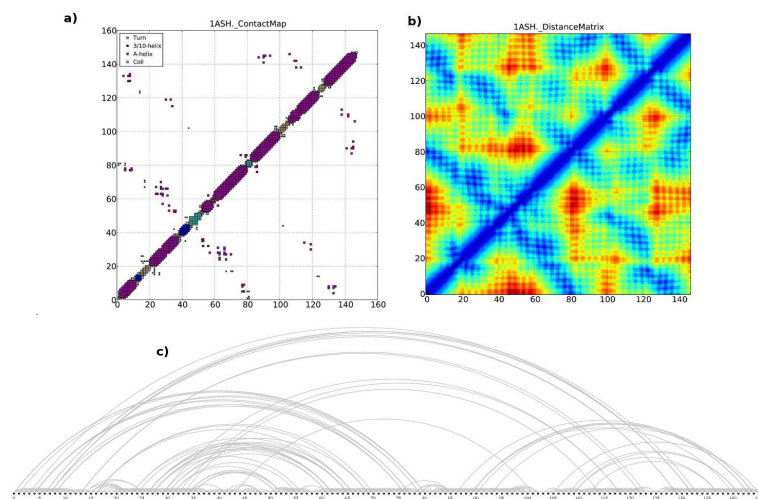 a)
1ASH._ContactMap
Turn
3/10-helix
A-helix
Coil
160
140
120
100
80
60
40
20
0
0 20 40 60 80 100 120 140 160
b)
1ASH._DistanceMatrix
140
120
100
80
60
40
20
0
0 20 40 60 80 100 120 140
c)